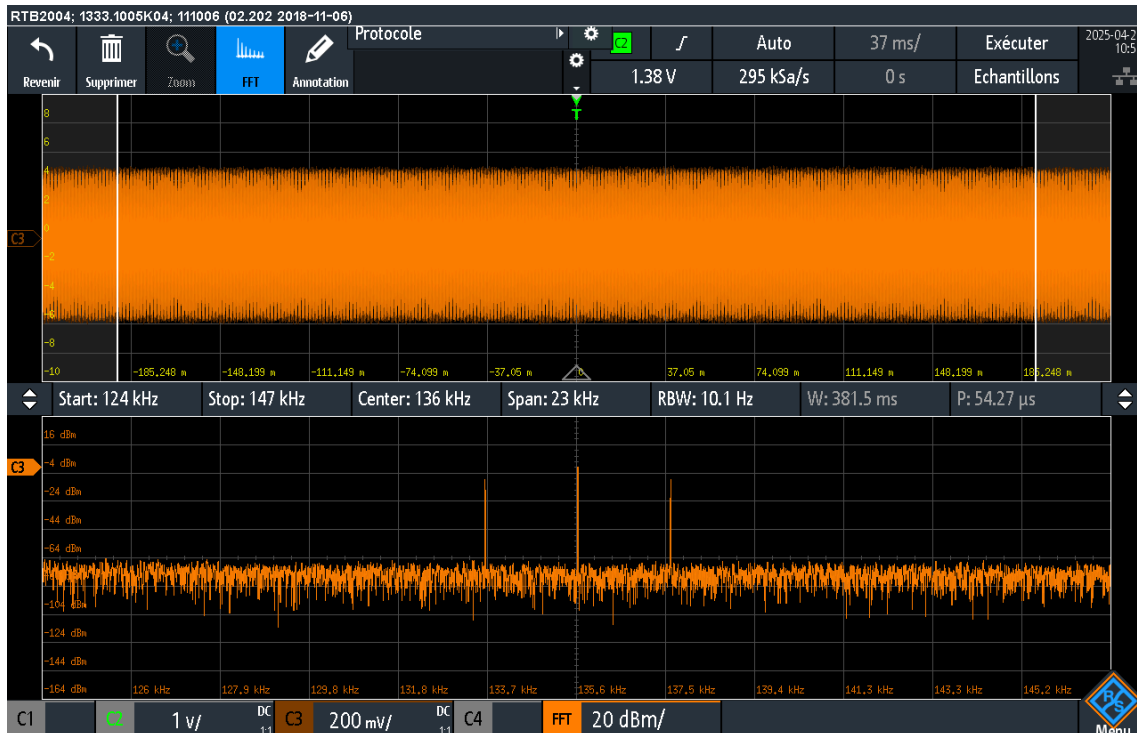 RTB2004; 1333.1005K04; 111006 (02.202 2018-11-06)
Revenir Supprimer Zoom FFT Annotation
Protocole
C2 Auto 37 ms/ Exécuter
1.38 V 295 kSa/s 0 s Echantillons
2025-04-2
10:5
T
8
6
4
2
0
C3
-2
-4
-6
-8
-10 -185,248 m -148,199 m -111,149 m -74,099 m -37,05 m 0 37,05 m 74,099 m 111,149 m 148,199 m 185,248 m
Start: 124 kHz Stop: 147 kHz Center: 136 kHz Span: 23 kHz RBW: 10.1 Hz W: 381.5 ms P: 54.27 µs
16 dBm
C3 -4 dBm
-24 dBm
-44 dBm
-64 dBm
-104 dBm
-124 dBm
-144 dBm
-164 dBm 126 kHz 127,9 kHz 129,8 kHz 131,8 kHz 133,7 kHz 135,6 kHz 137,5 kHz 139,4 kHz 141,3 kHz 143,3 kHz 145,2 kHz
C1 C2 1 V/ DC 1:1 C3 200 mV/ DC 1:1 C4 FFT 20 dBm/
R S
Menu